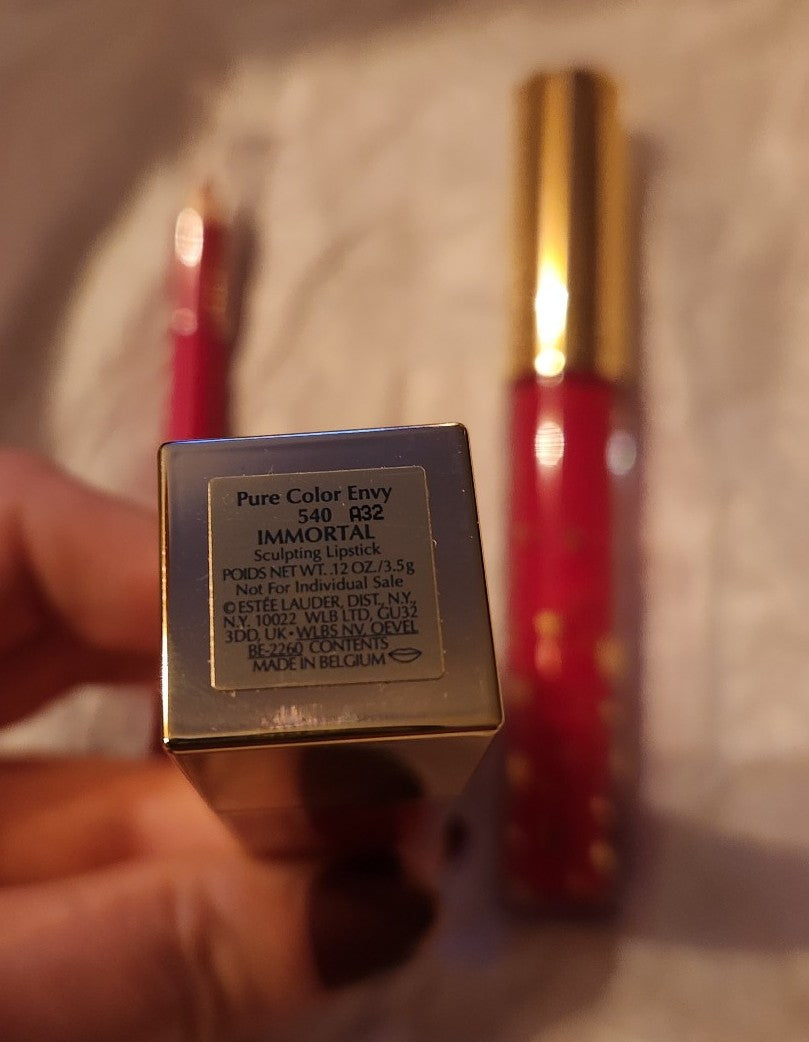 Pure Color Envy
540 A32
IMMORTAL
Sculpting Lipstick
POIDS NET WT. .12 OZ./3.5g
Not For Individual Sale
© ESTĒE LAUDER, DIST., N.Y.,
N.Y. 10022 WLB LTD, GU32
3DD, UK • WLBS NV, OEVEL
BE-2260 CONTENTS
MADE IN BELGIUM